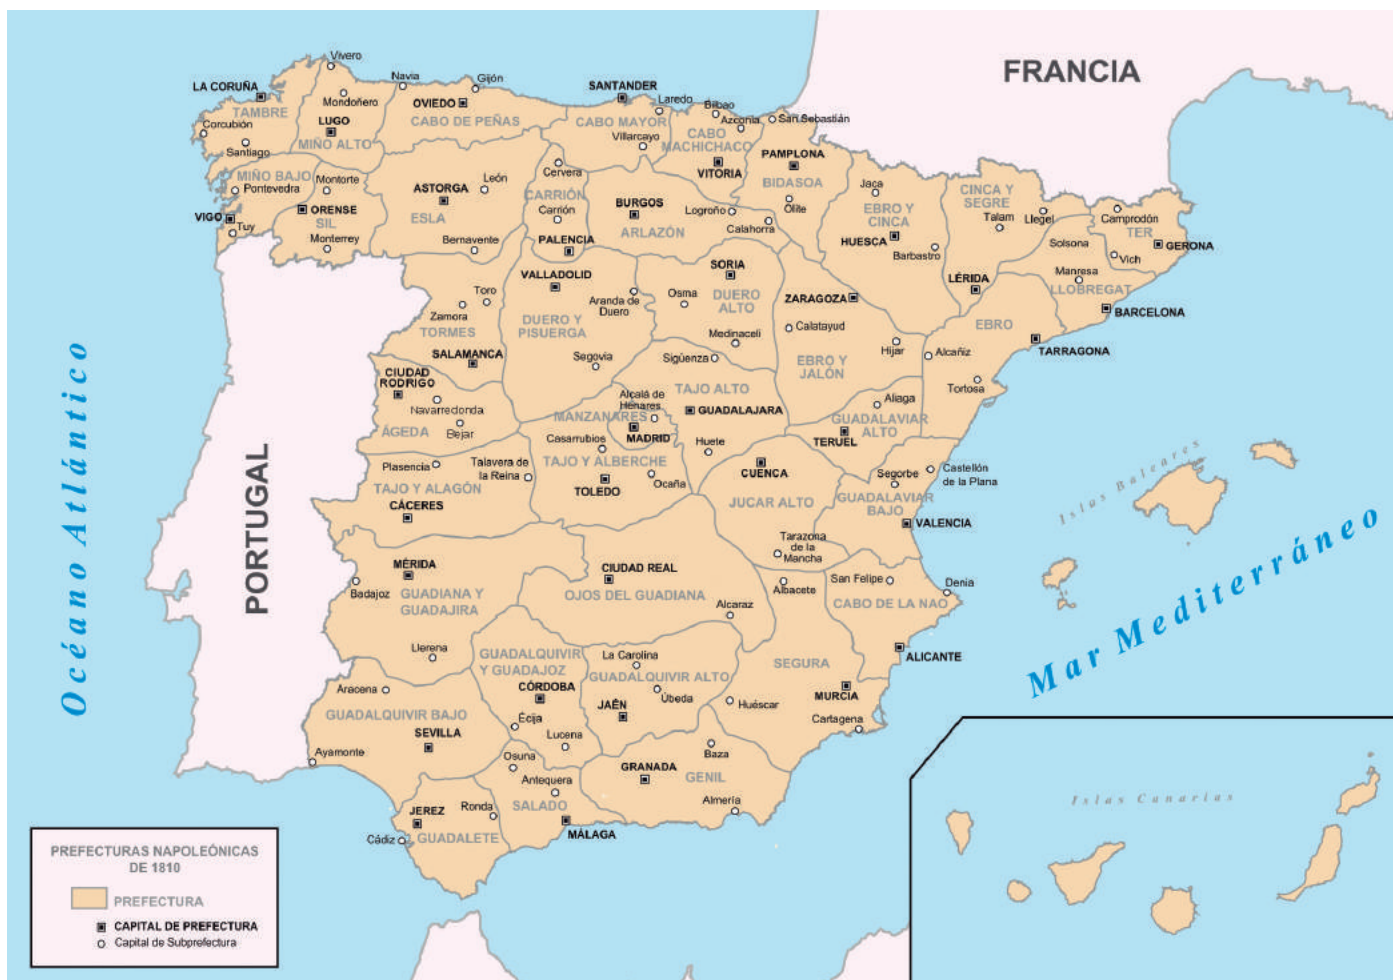 FRANCIA
Vivero
LA CORUÑA
TAMBRE
Mondoñero
LUGO
MIÑO ALTO
Corcubión
Santiago
Navia
Gijón
OVIEDO
CABO DE PEÑAS
SANTANDER
Laredo
CABO MAYOR
Villarcayo
Bilbao
Azconia
CABO
MACHICHACO
VITORIA
San Sebastián
PAMPLONA
BIDASOA
Olite
MIÑO BAJO
Pontevedra
Montorte
VIGO
Tuy
ORENSE
SIL
Monterrey
ASTORGA
León
ESLA
Bernavente
Cervera
CARRIÓN
Carrión
PALENCIA
BURGOS
ARLAZÓN
Logroño
Calahorra
Jaca
EBRO Y
CINCA
HUESCA
Barbastro
CINCA Y
SEGRE
Talam
Llegel
Solsona
LÉRIDA
Camprodón
TER
GERONA
Vich
Manresa
LLOBREGAT
BARCELONA
EBRO
TARRAGONA
Alcañiz
Tortosa
VALLADOLID
Aranda de
Duero
DUERO Y
PISUERGA
Segovia
SORIA
Osma
DUERO
ALTO
Medinaceli
ZARAGOZA
Calatayud
Hijar
EBRO Y
JALÓN
Toro
Zamora
TORMES
SALAMANCA
CIUDAD
RODRIGO
Navarredonda
Bejar
ÁGEDA
Sigüenza
TAJO ALTO
GUADALAJARA
Huete
Alcalá de
Henares
MANZANARES
MADRID
Casarrubios
TAJO Y ALBERCHE
TOLEDO
Ocaña
Aliaga
GUADALAVIAR
ALTO
TERUEL
Plasencia
Talavera de
la Reina
TAJO Y ALAGÓN
CÁCERES
CUENCA
JUCAR ALTO
Tarazona
de la
Mancha
Segorbe
Castellón
de la Plana
GUADALAVIAR
BAJO
VALENCIA
Islas Baleares
Océano Atlántico
PORTUGAL
Mar Mediterráneo
MÉRIDA
Badajoz
GUADIANA Y
GUADAJIRA
Llerena
CIUDAD REAL
OJOS DEL GUADIANA
Alcaraz
Albacete
San Felipe
Denia
CABO DE LA NAO
ALICANTE
SEGURA
MURCIA
Cartagena
GUADALQUIVIR
Y GUADAJOZ
CÓRDOBA
Écija
Lucena
La Carolina
GUADALQUIVIR ALTO
Úbeda
JAÉN
Huéscar
Aracena
GUADALQUIVIR BAJO
SEVILLA
Ayamonte
Osuna
Antequera
SALADO
MÁLAGA
Baza
GRANADA
GENIL
Almería
JEREZ
Ronda
Cádiz
GUADALETE
Islas Canarias
PREFECTURAS NAPOLEÓNICAS
DE 1810
PREFECTURA
CAPITAL DE PREFECTURA
Capital de Subprefectura